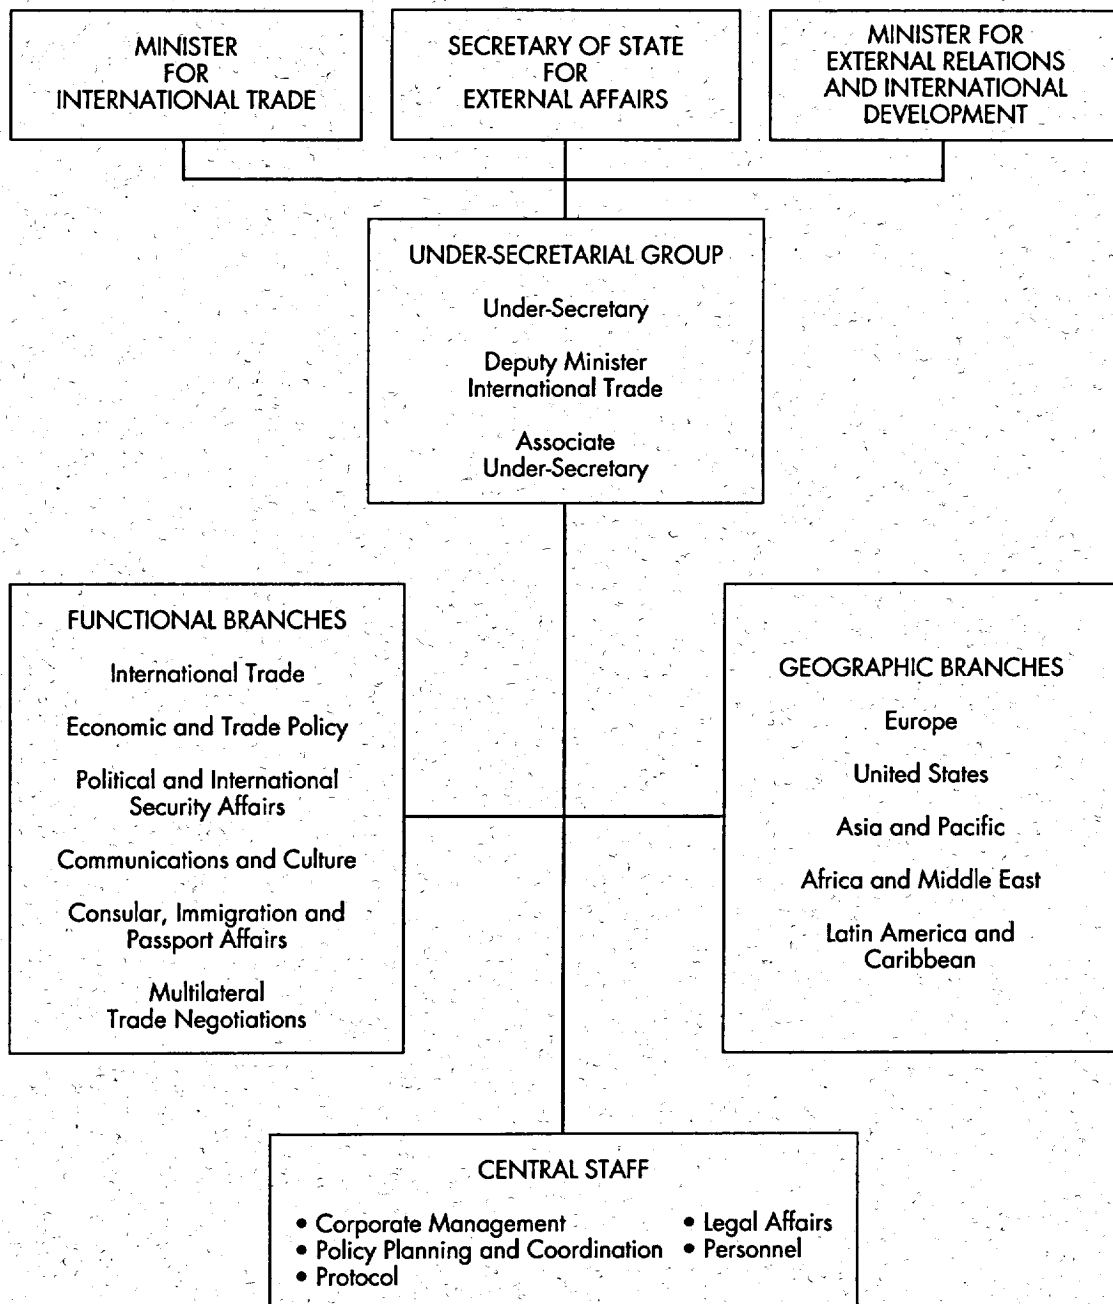 MINISTER
FOR
INTERNATIONAL TRADE
SECRETARY OF STATE
FOR
EXTERNAL AFFAIRS
MINISTER FOR
EXTERNAL RELATIONS
AND INTERNATIONAL
DEVELOPMENT
UNDER-SECRETARIAL GROUP
Under-Secretary
Deputy Minister
International Trade
Associate
Under-Secretary
FUNCTIONAL BRANCHES
International Trade
Economic and Trade Policy
Political and International
Security Affairs
Communications and Culture
Consular, Immigration and
Passport Affairs
Multilateral
Trade Negotiations
GEOGRAPHIC BRANCHES
Europe
United States
Asia and Pacific
Africa and Middle East
Latin America and
Caribbean
CENTRAL STAFF
• Corporate Management
• Policy Planning and Coordination
• Protocol
• Legal Affairs
• Personnel